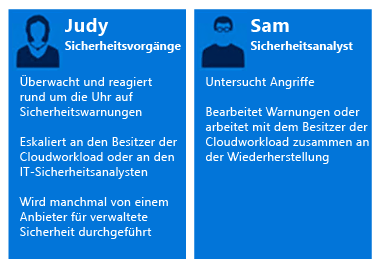 Judy
Sicherheitsvorgänge
Überwacht und reagiert
rund um die Uhr auf
Sicherheitswarnungen
Eskaliert an den Besitzer der
Cloudworkload oder an den
IT-Sicherheitsanalysten
Wird manchmal von einem
Anbieter für verwaltete
Sicherheit durchgeführt
Sam
Sicherheitsanalyst
Untersucht Angriffe
Bearbeitet Warnungen oder
arbeitet mit dem Besitzer der
Cloudworkload zusammen an
der Wiederherstellung